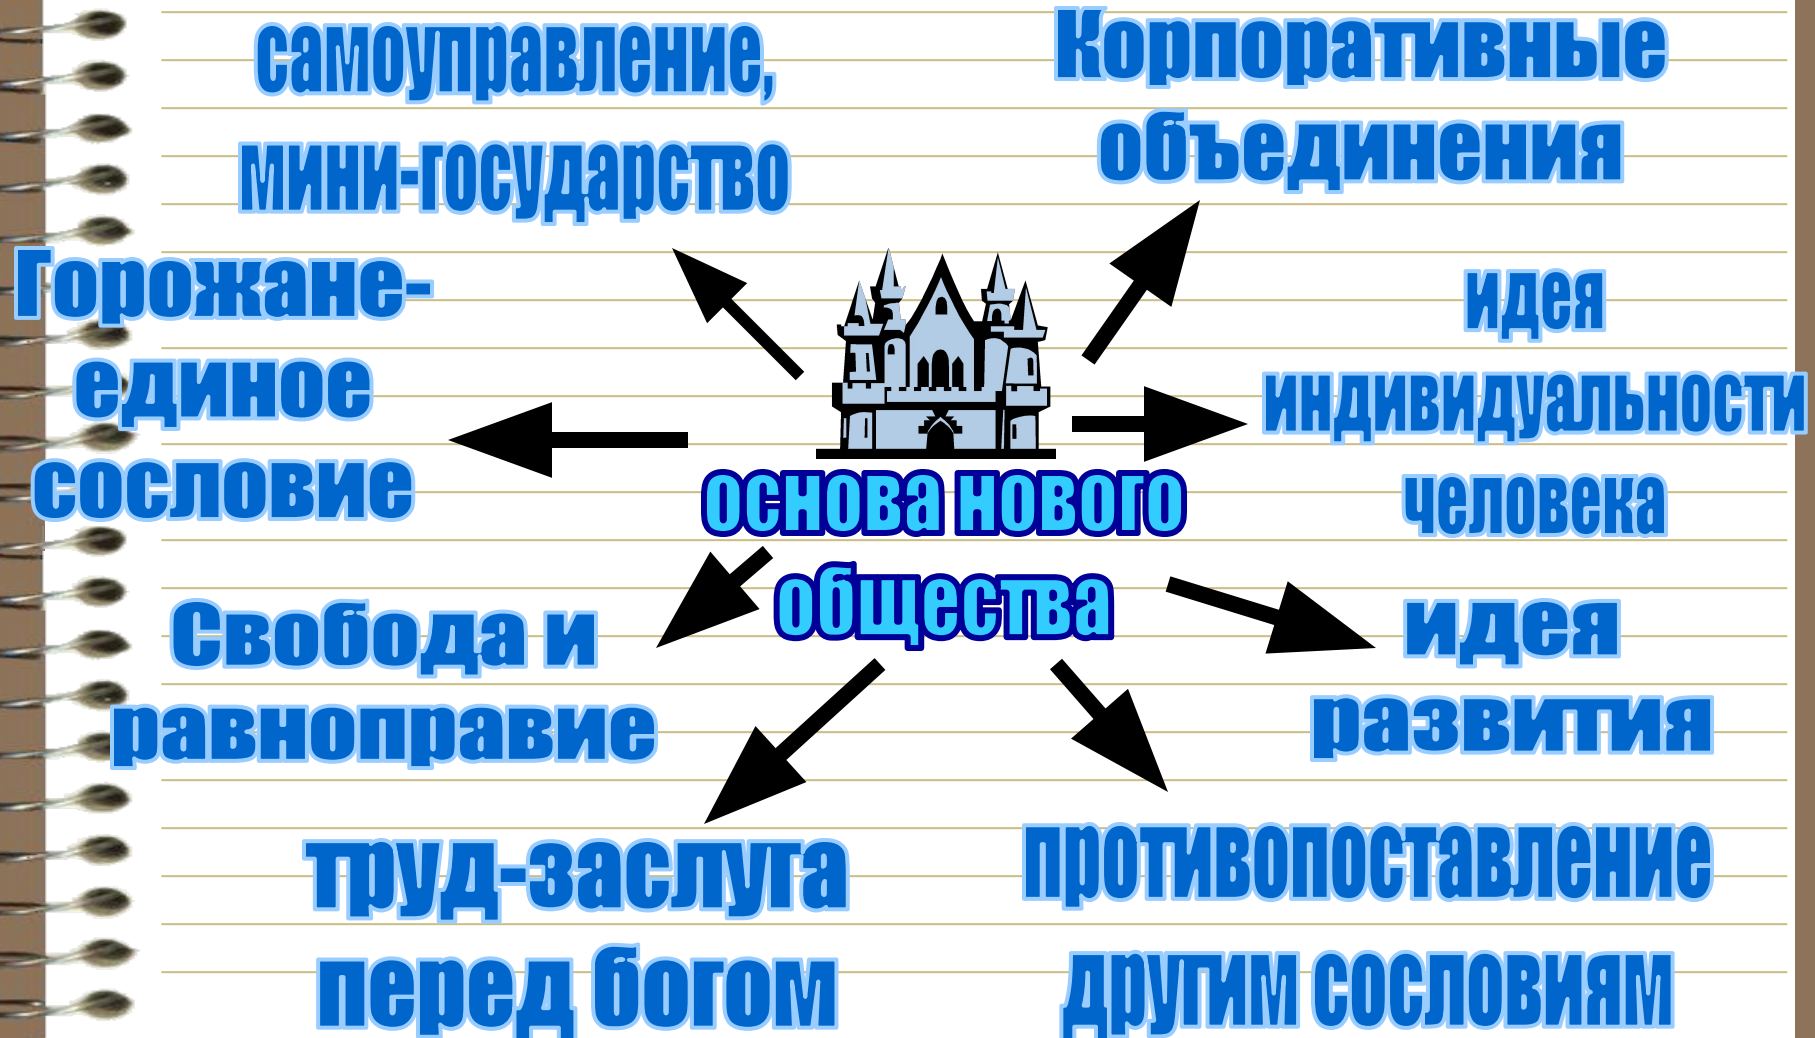 самоуправление,
мини-государство
Корпоративные
объединения
Горожане-
единое
сословие
идея
индивидуальности
человека
основа нового
общества
Свобода и
равноправие
идея
развития
труд-заслуга
перед богом
противопоставление
другим сословиям